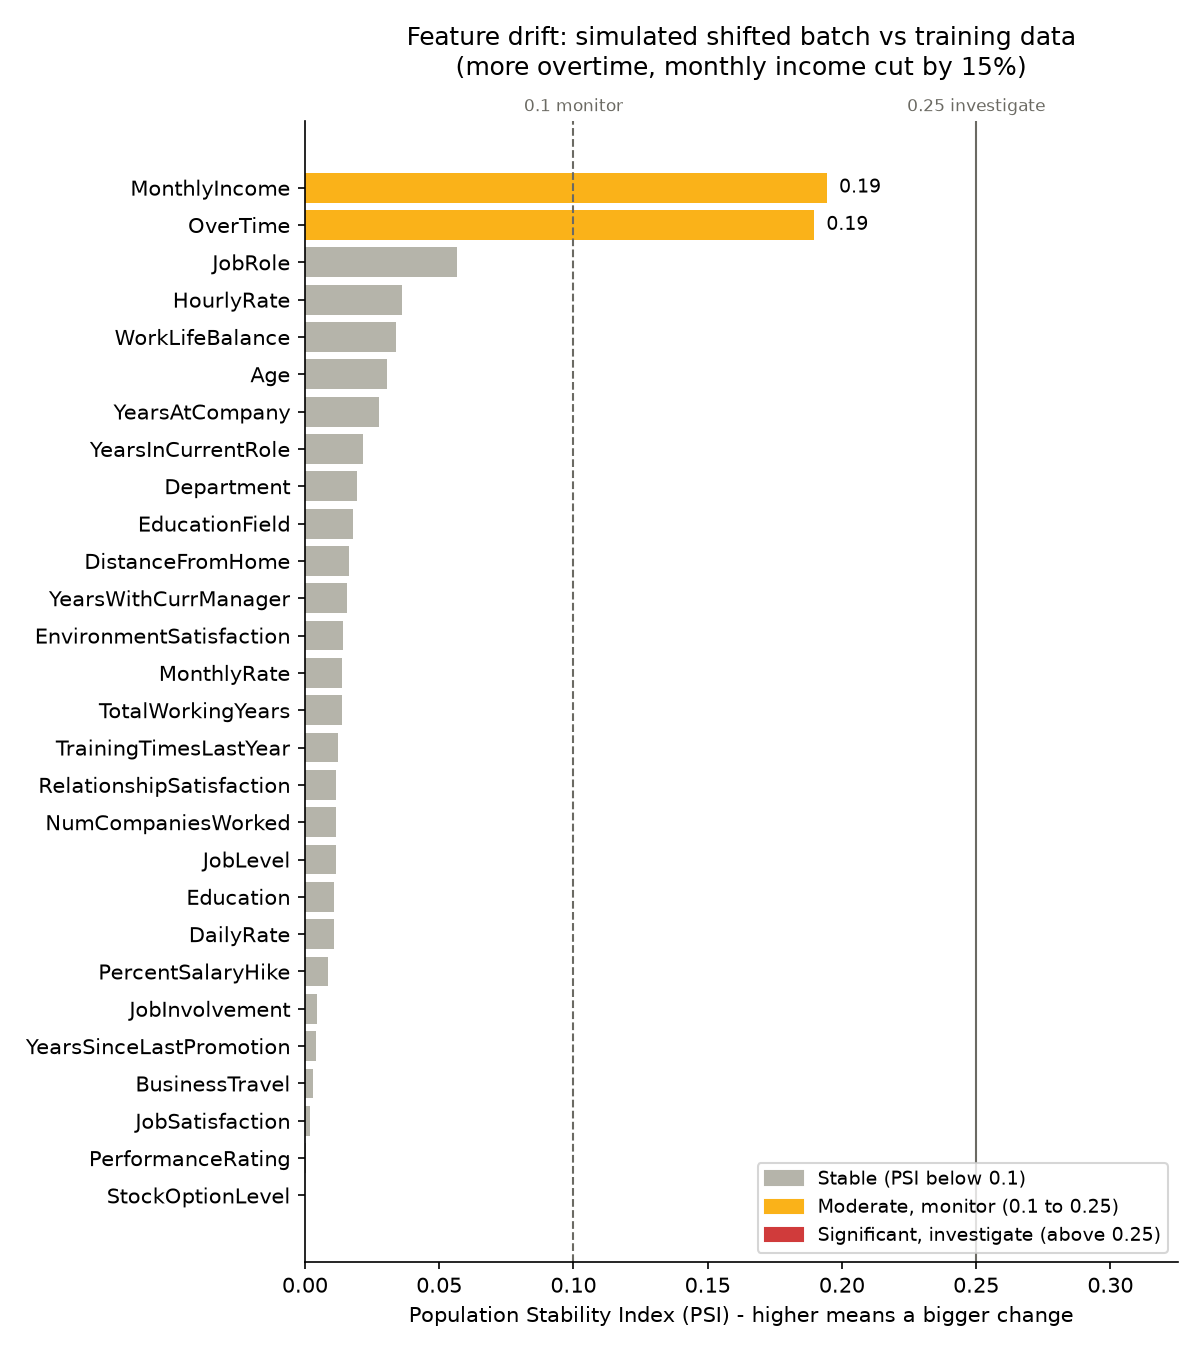 Feature drift: simulated shifted batch vs training data
(more overtime, monthly income cut by 15%)
0.1 monitor
0.25 investigate
MonthlyIncome
0.19
OverTime
0.19
JobRole
HourlyRate
WorkLifeBalance
Age
YearsAtCompany
YearsInCurrentRole
Department
EducationField
DistanceFromHome
YearsWithCurrManager
EnvironmentSatisfaction
MonthlyRate
TotalWorkingYears
TrainingTimesLastYear
RelationshipSatisfaction
NumCompaniesWorked
JobLevel
Education
DailyRate
PercentSalaryHike
JobInvolvement
YearsSinceLastPromotion
BusinessTravel
JobSatisfaction
PerformanceRating
StockOptionLevel
Stable (PSI below 0.1)
Moderate, monitor (0.1 to 0.25)
Significant, investigate (above 0.25)
0.00 0.05 0.10 0.15 0.20 0.25 0.30
Population Stability Index (PSI) - higher means a bigger change